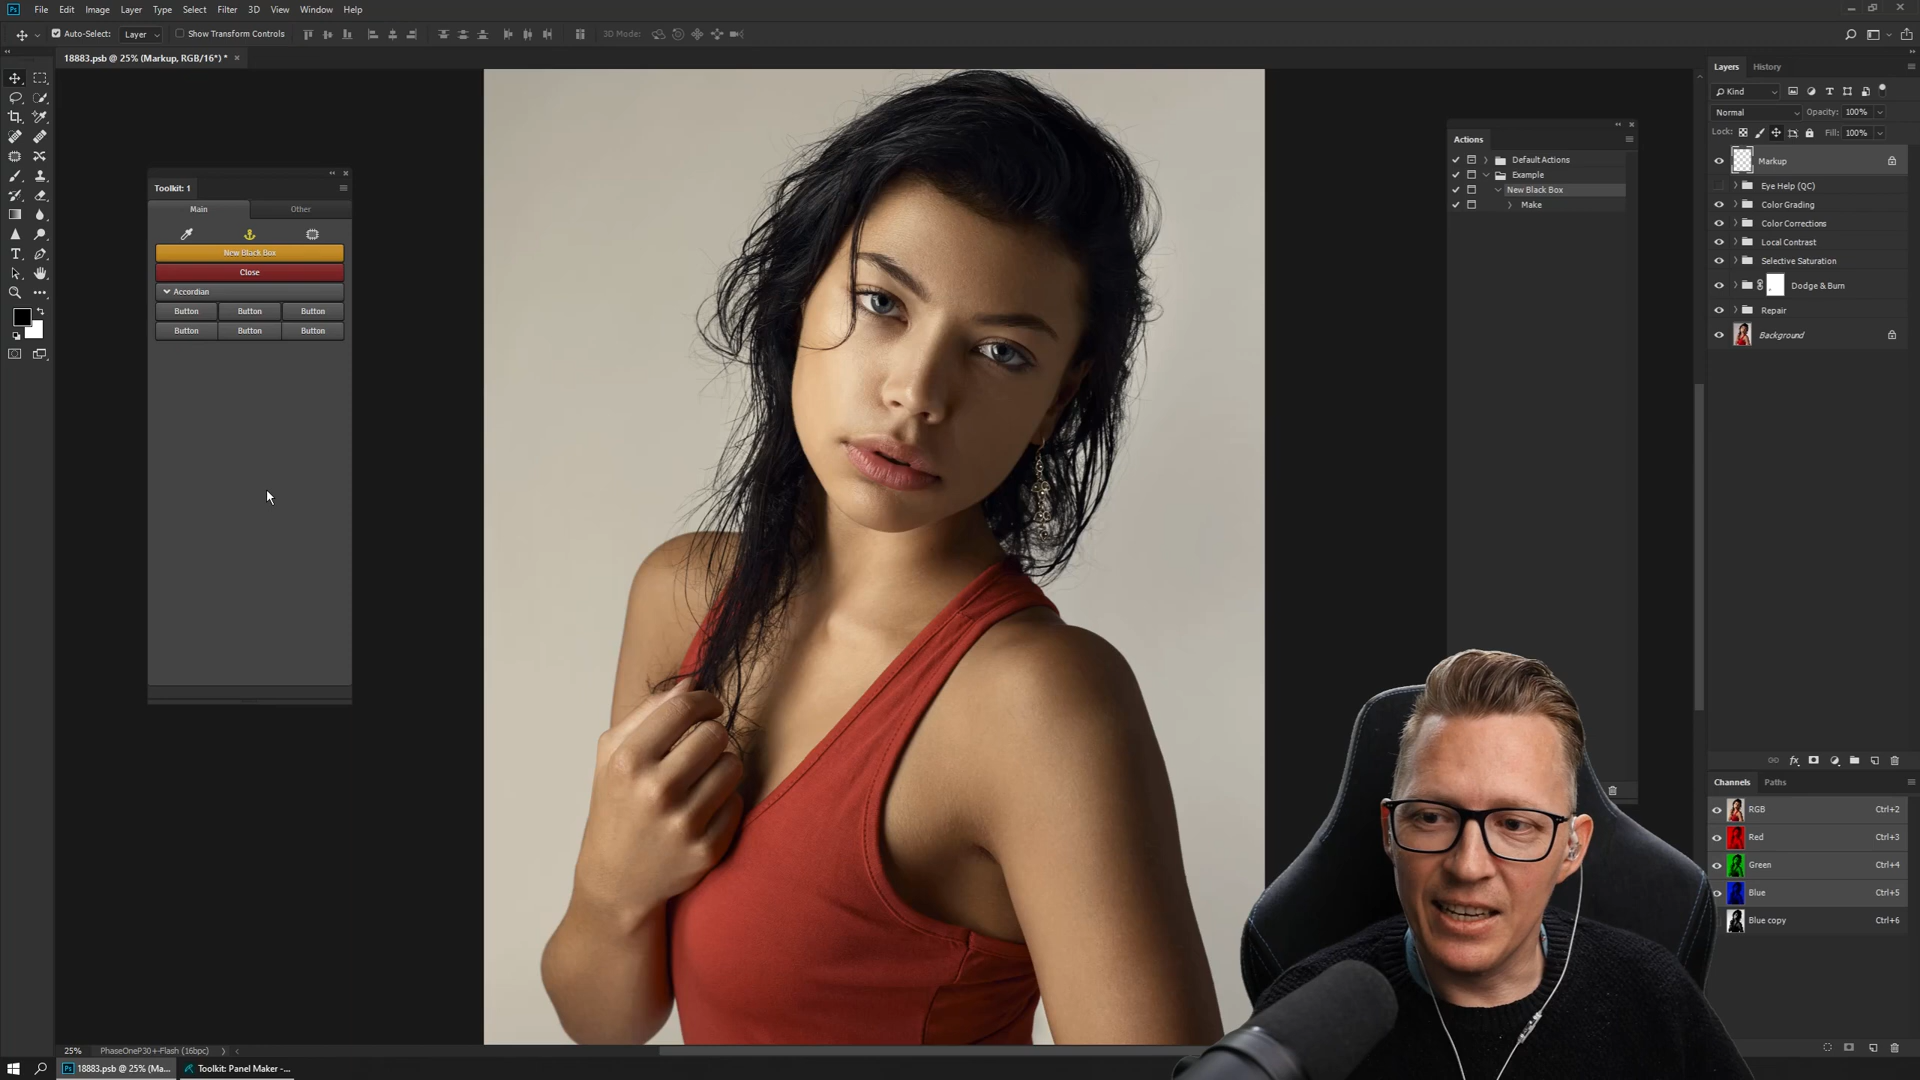 Ps File Edit Image Layer Type Select Filter 3D View Window Help
Auto-Select: Layer Show Transform Controls 3D Mode:
18883.psb @ 25% (Markup, RGB/16*) * ×
Toolkit: 1
Main Other
New Black Box
Close
Accordian
Button Button Button
Button Button Button
Actions
Default Actions
Example
New Black Box
Make
Layers History
Kind
Normal Opacity: 100%
Lock: Fill: 100%
Markup
Eye Help (QC)
Color Grading
Color Corrections
Local Contrast
Selective Saturation
Dodge & Burn
Repair
Background
Channels Paths
RGB Ctrl+2
Red Ctrl+3
Green Ctrl+4
Blue Ctrl+5
Blue copy Ctrl+6
25% PhaseOneP30+-Flash (16bpc)
Ps 18883.psb @ 25% (Ma... Toolkit: Panel Maker -...